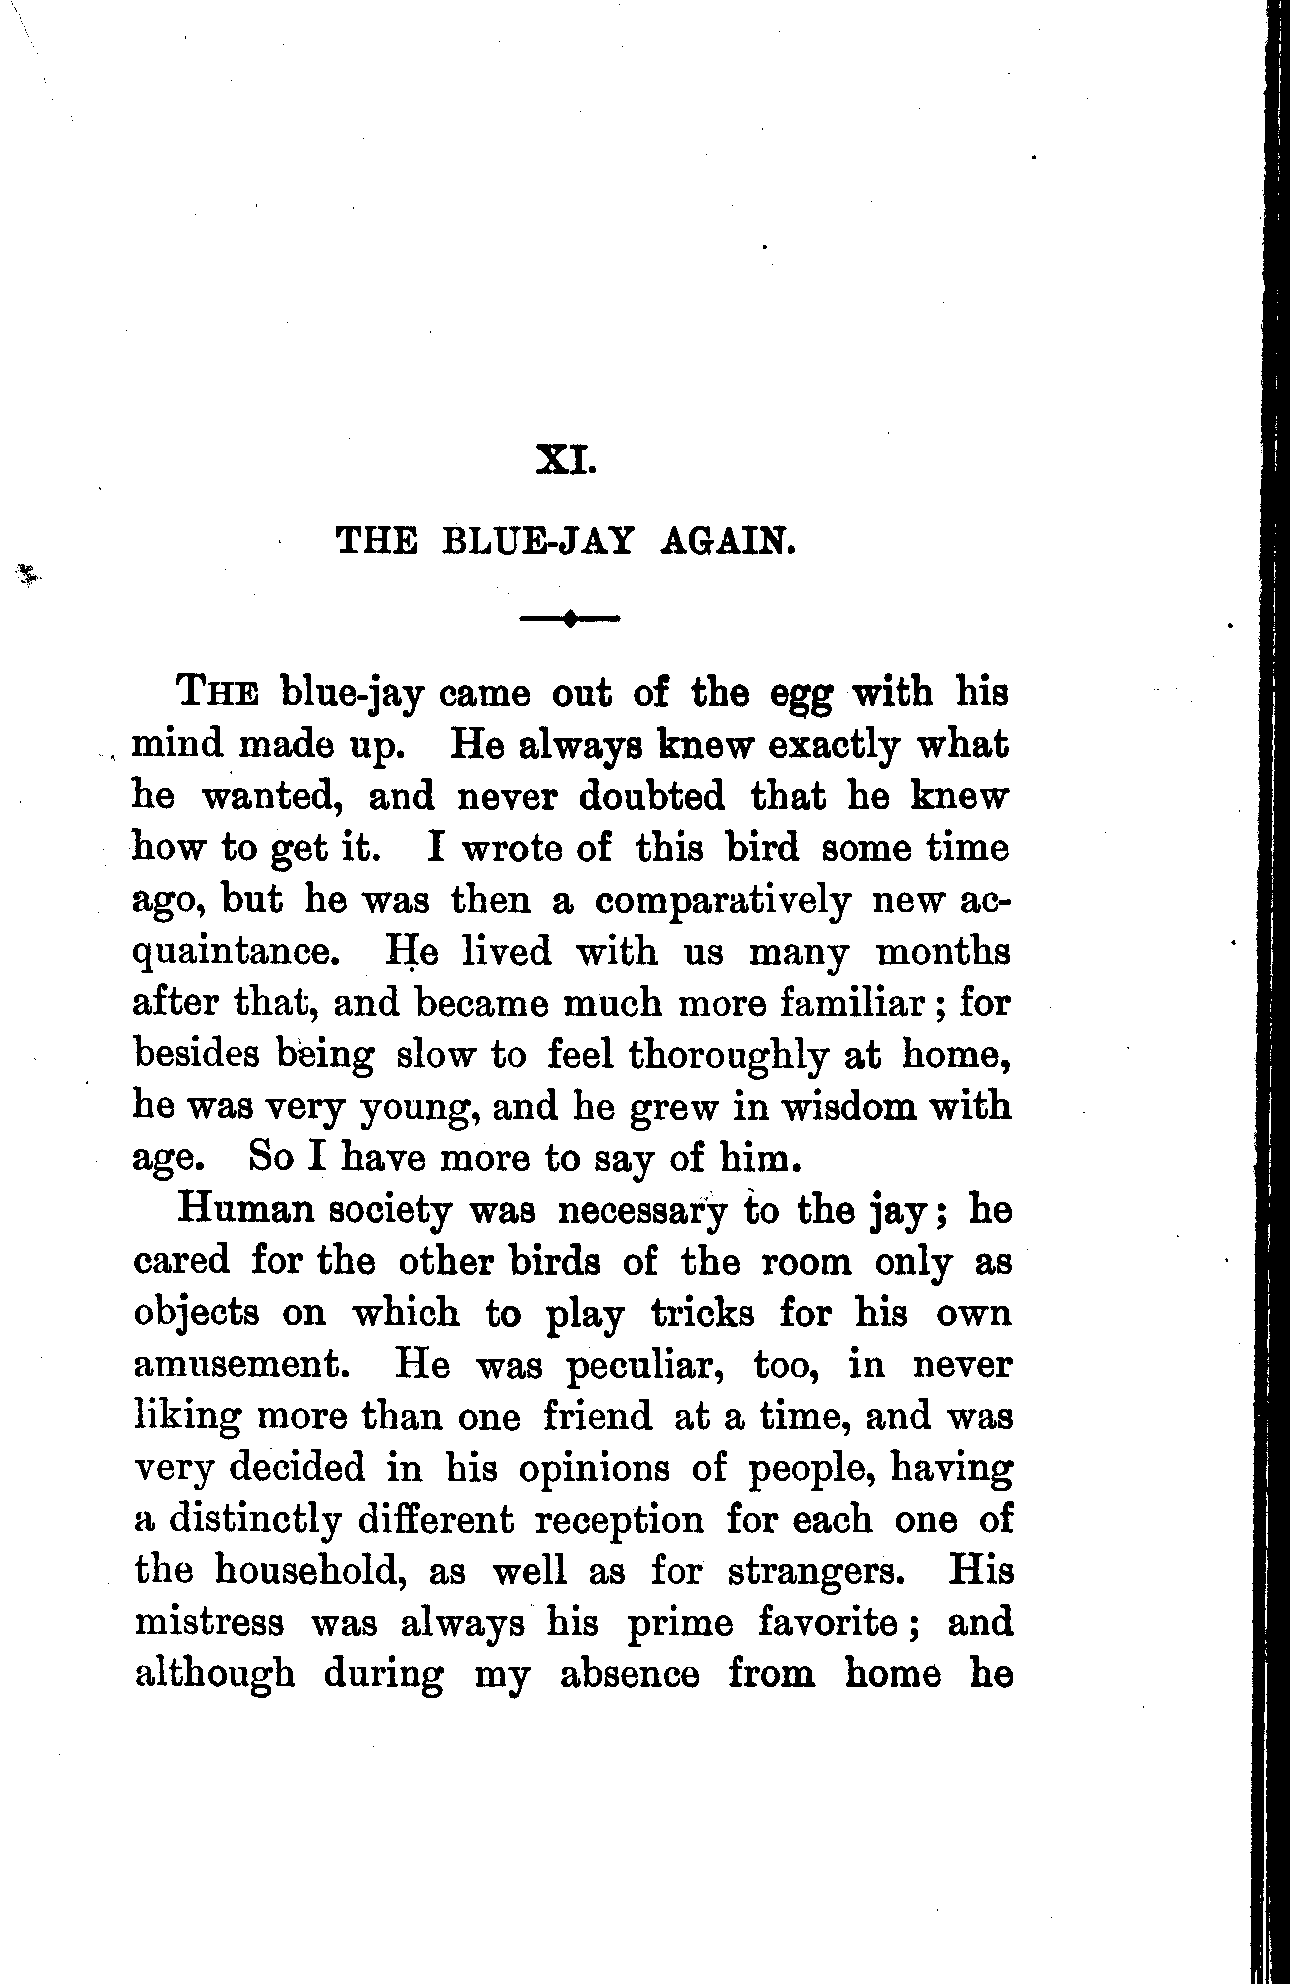 XI.
THE BLUE-JAY AGAIN.
THE blue-jay came out of the egg with his
mind made up. He always knew exactly what
he wanted, and never doubted that he knew
how to get it. I wrote of this bird some time
ago, but he was then a comparatively new ac-
quaintance. He lived with us many months
after that, and became much more familiar; for
besides being slow to feel thoroughly at home,
he was very young, and he grew in wisdom with
age. So I have more to say of him.
Human society was necessary to the jay; he
cared for the other birds of the room only as
objects on which to play tricks for his own
amusement. He was peculiar, too, in never
liking more than one friend at a time, and was
very decided in his opinions of people, having
a distinctly different reception for each one of
the household, as well as for strangers. His
mistress was always his prime favorite; and
although during my absence from home he